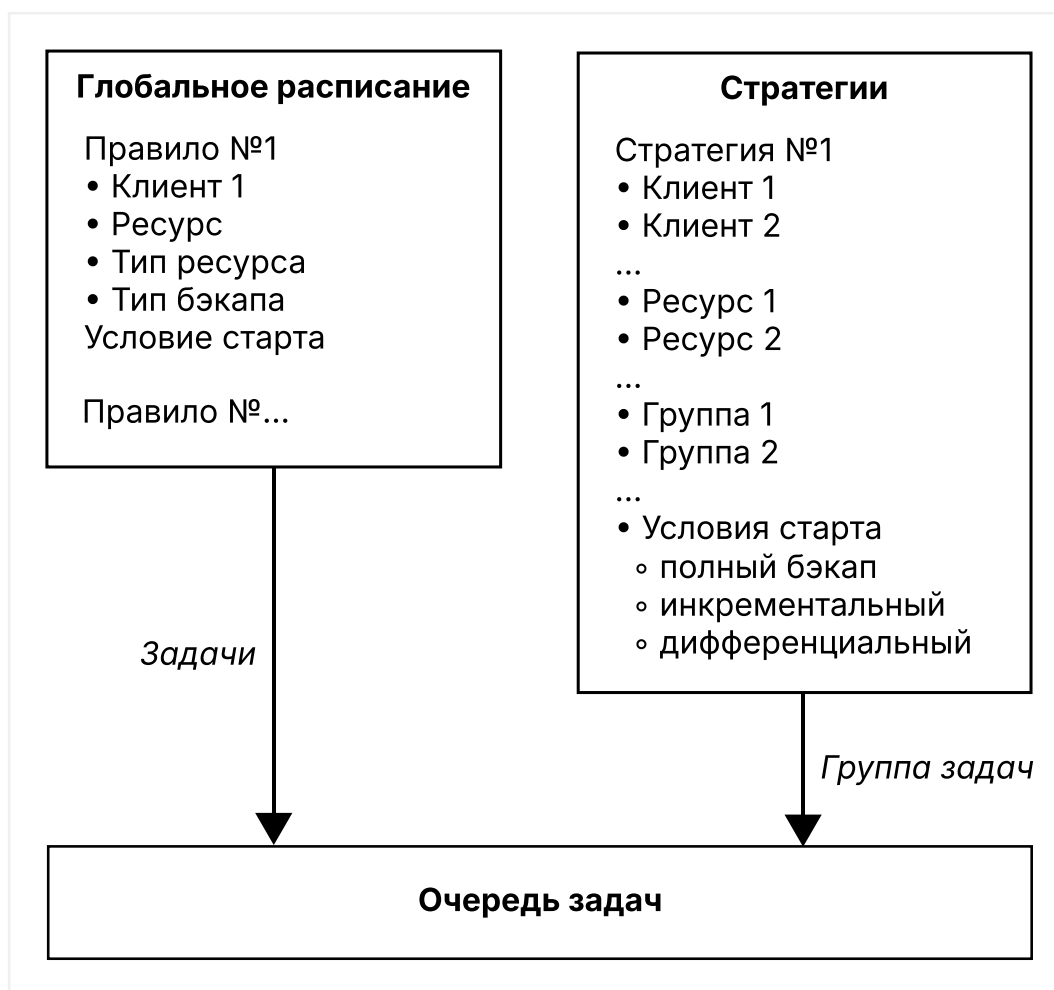 Глобальное расписание
Правило №1
• Клиент 1
• Ресурс
• Тип ресурса
• Тип бэкапа
Условие старта
Правило №...
Задачи
Стратегии
Стратегия №1
• Клиент 1
• Клиент 2
...
• Ресурс 1
• Ресурс 2
...
• Группа 1
• Группа 2
...
• Условия старта
◦ полный бэкап
◦ инкрементальный
◦ дифференциальный
Группа задач
Очередь задач